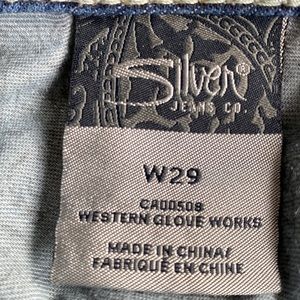 Silver®
JEANS CO.
W29
CA00508
WESTERN GLOVE WORKS
MADE IN CHINA/
FABRIQUÉ EN CHINE